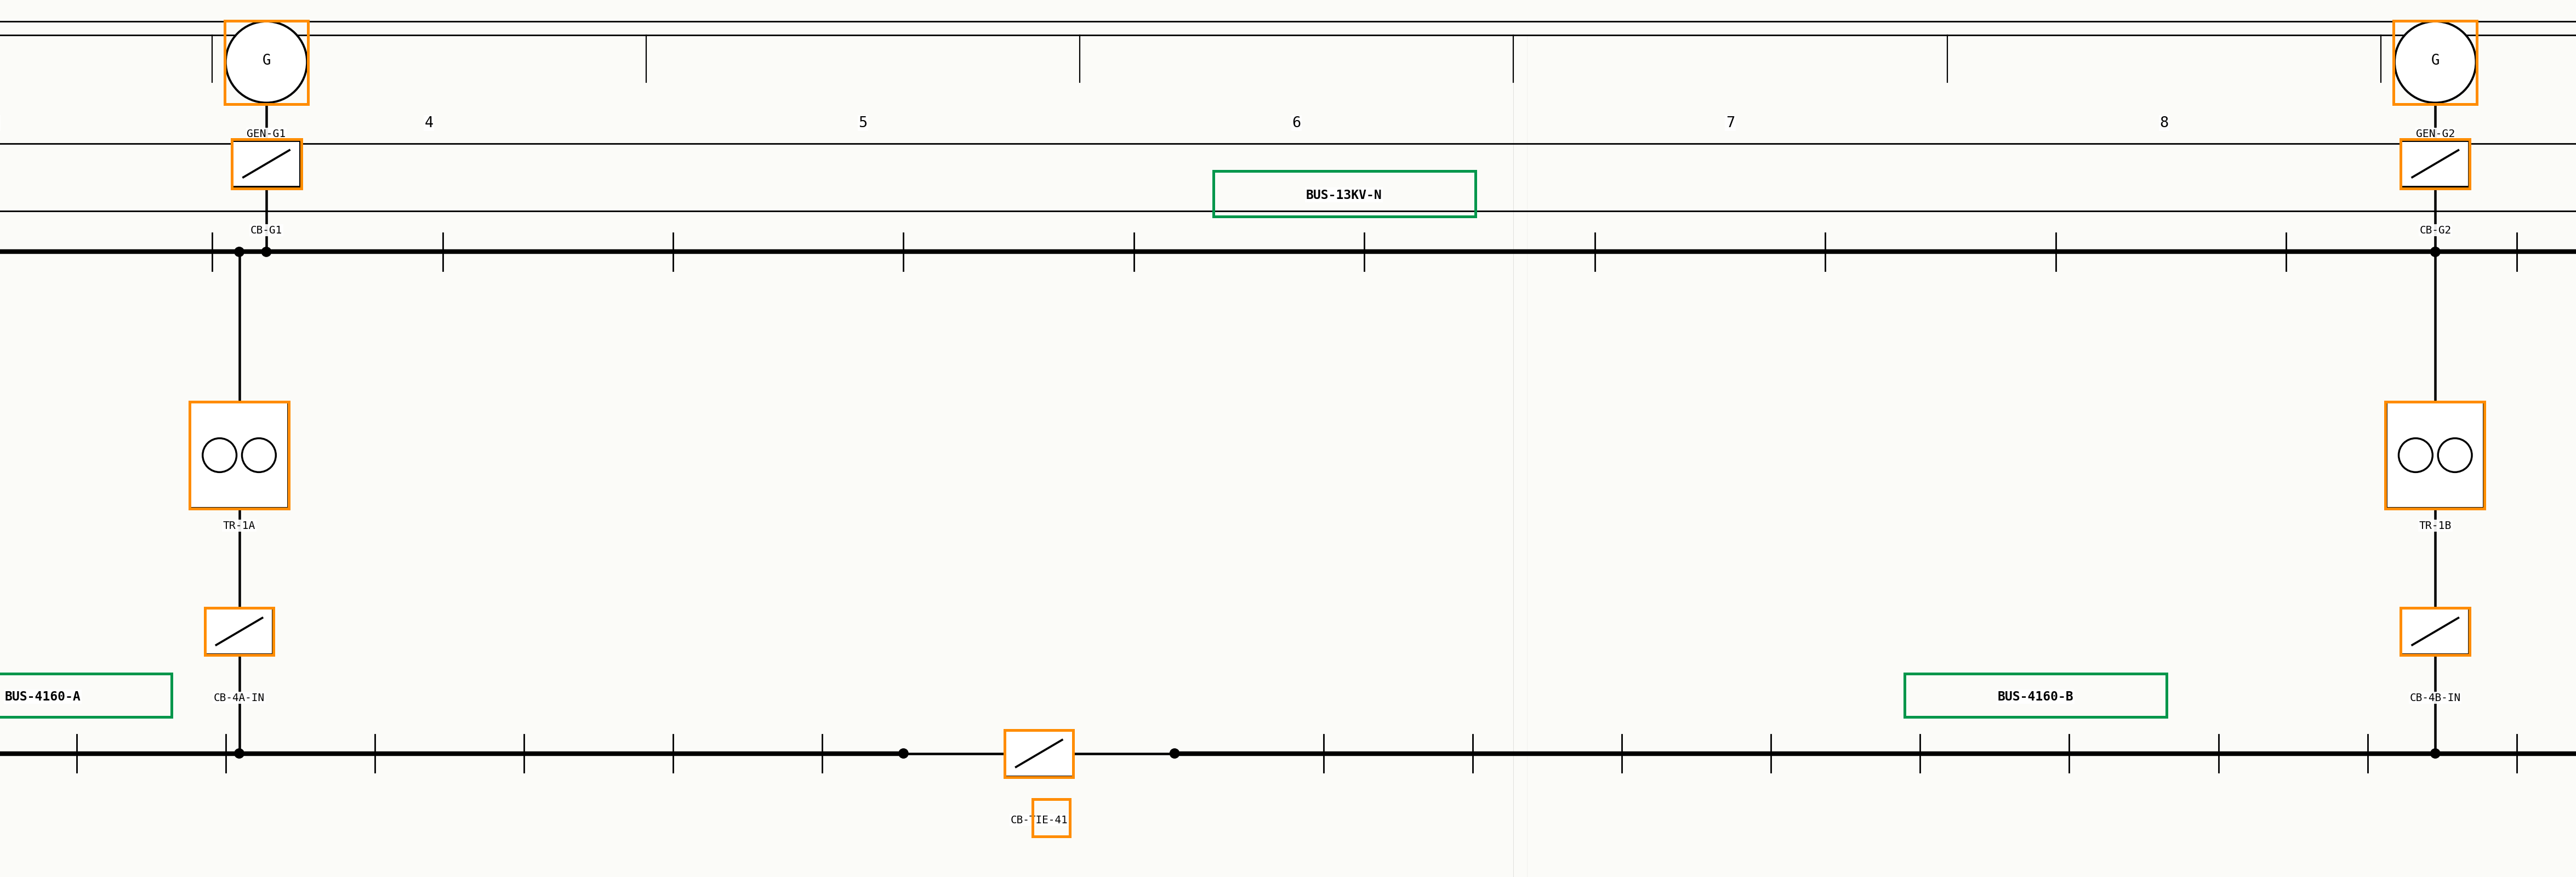 G
G
GEN-G1
4
5
6
7
8
GEN-G2
BUS-13KV-N
CB-G1
CB-G2
TR-1A
TR-1B
BUS-4160-A
CB-4A-IN
BUS-4160-B
CB-4B-IN
CB-TIE-41